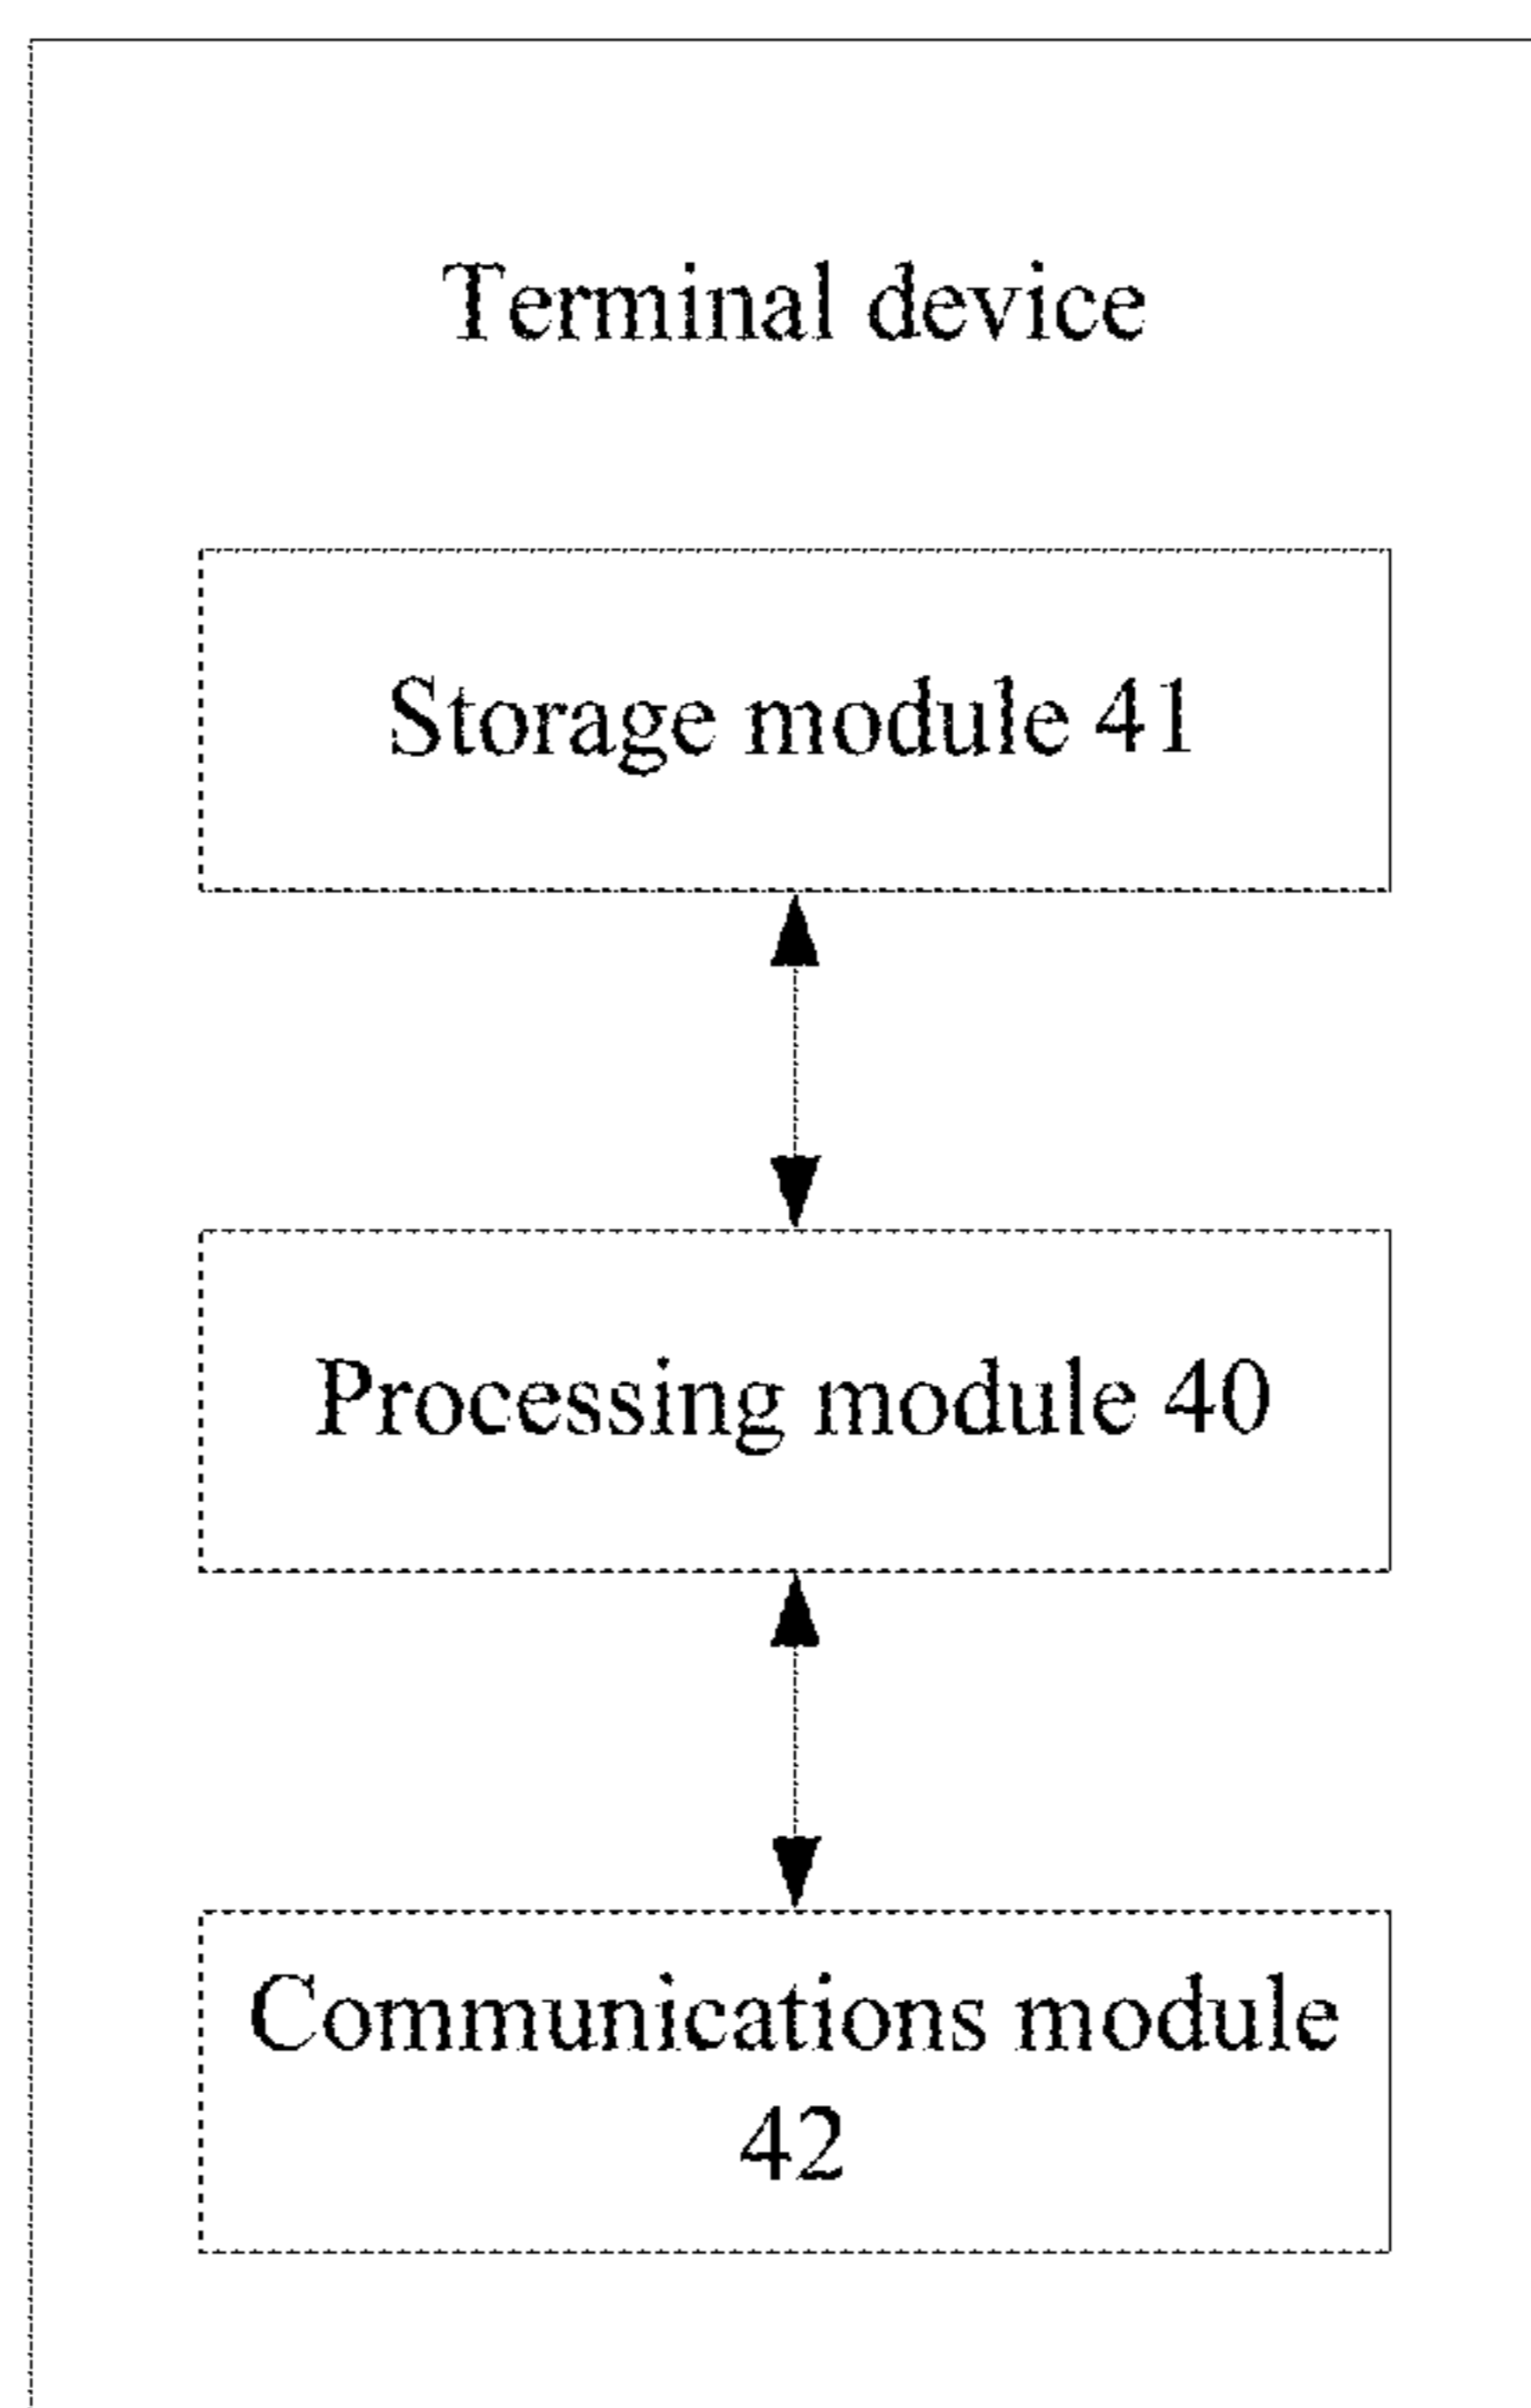 Terminal device
Storage module 41
Processing module 40
Communications module
42